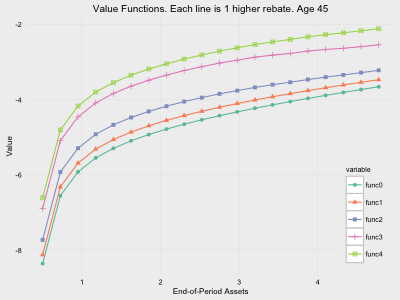 Value Functions. Each line is 1 higher rebate. Age 45
-2
-4
-6
-8
Value
1 2 3 4
End-of-Period Assets
variable
func0
func1
func2
func3
func4